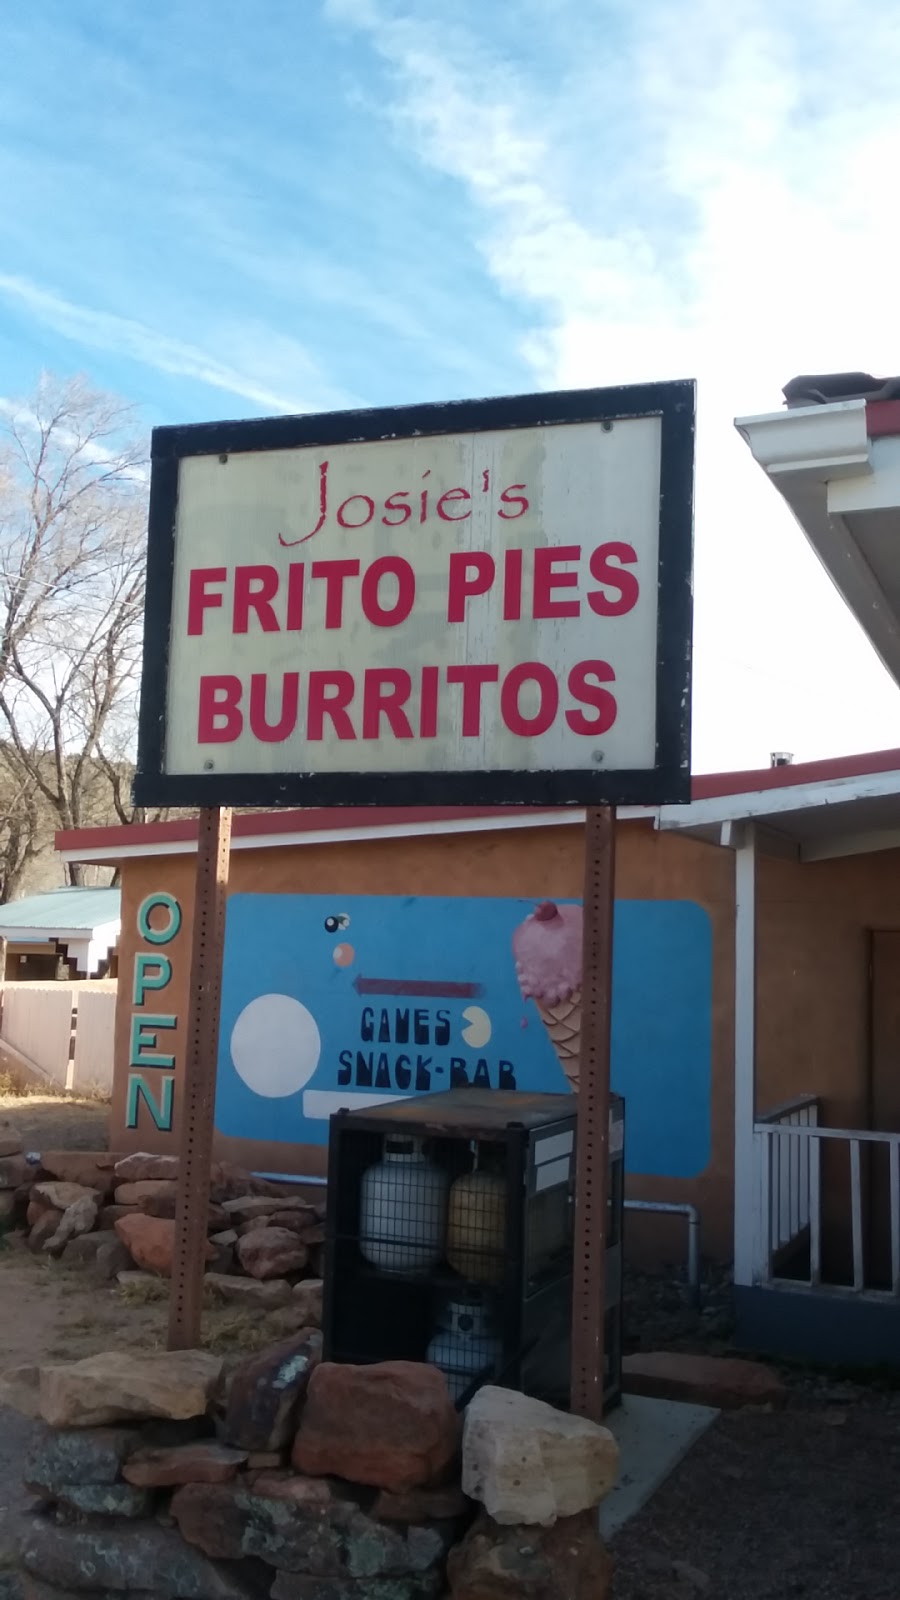 Josie's
FRITO PIES
BURRITOS
OPEN
GAMES
SNACK-BAR